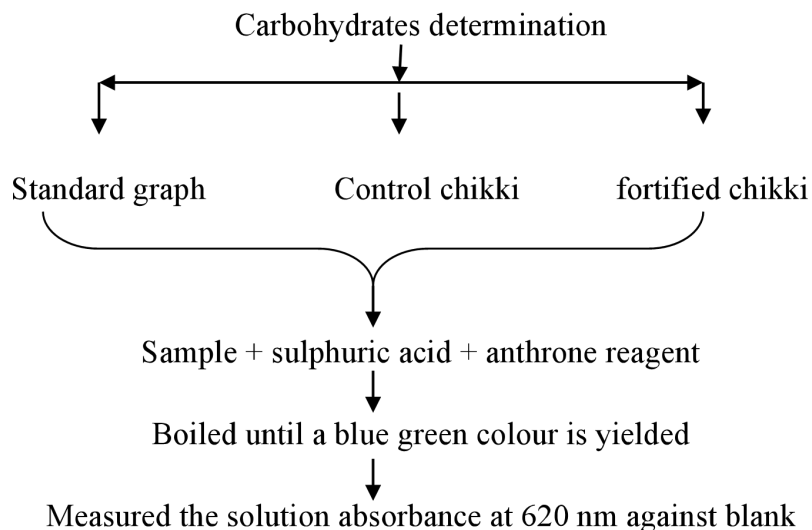 Carbohydrates determination
Standard graph
Control chikki
fortified chikki
Sample + sulphuric acid + anthrone reagent
Boiled until a blue green colour is yielded
Measured the solution absorbance at 620 nm against blank